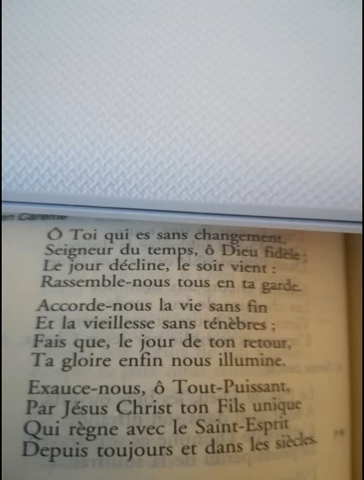 en Carême
Ô Toi qui es sans changement,
Seigneur du temps, ô Dieu fidèle ;
Le jour décline, le soir vient :
Rassemble-nous tous en ta garde.
Accorde-nous la vie sans fin
Et la vieillesse sans ténèbres ;
Fais que, le jour de ton retour,
Ta gloire enfin nous illumine.
Exauce-nous, ô Tout-Puissant,
Par Jésus Christ ton Fils unique
Qui règne avec le Saint-Esprit
Depuis toujours et dans les siècles.